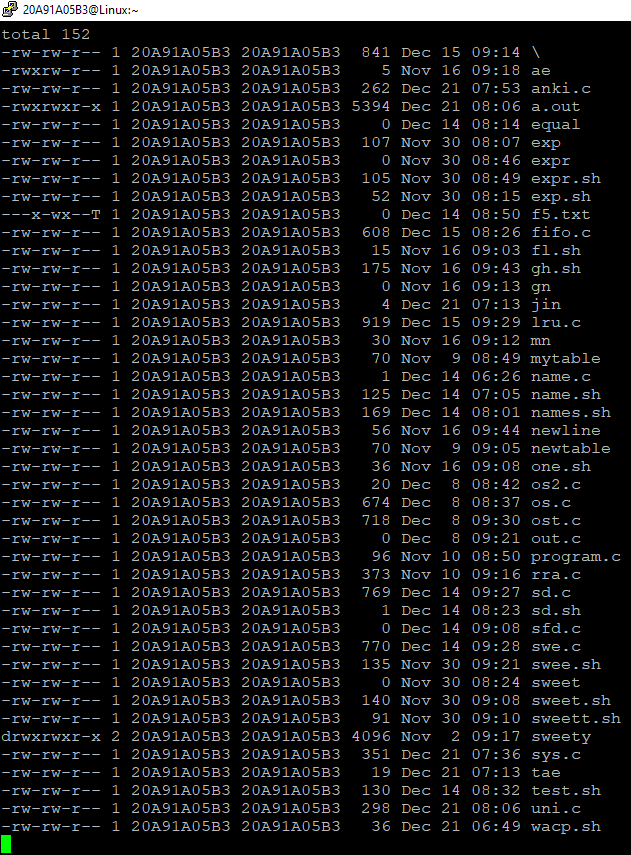 20A91A05B3@Linux:~
total 152
-rw-rw-r-- 1 20A91A05B3 20A91A05B3  841 Dec 15 09:14 \
-rwxrw-r-- 1 20A91A05B3 20A91A05B3    5 Nov 16 09:18 ae
-rw-rw-r-- 1 20A91A05B3 20A91A05B3  262 Dec 21 07:53 anki.c
-rwxrwxr-x 1 20A91A05B3 20A91A05B3 5394 Dec 21 08:06 a.out
-rw-rw-r-- 1 20A91A05B3 20A91A05B3    0 Dec 14 08:14 equal
-rw-rw-r-- 1 20A91A05B3 20A91A05B3  107 Nov 30 08:07 exp
-rw-rw-r-- 1 20A91A05B3 20A91A05B3    0 Nov 30 08:46 expr
-rw-rw-r-- 1 20A91A05B3 20A91A05B3  105 Nov 30 08:49 expr.sh
-rw-rw-r-- 1 20A91A05B3 20A91A05B3   52 Nov 30 08:15 exp.sh
---x-wx--T 1 20A91A05B3 20A91A05B3    0 Dec 14 08:50 f5.txt
-rw-rw-r-- 1 20A91A05B3 20A91A05B3  608 Dec 15 08:26 fifo.c
-rw-rw-r-- 1 20A91A05B3 20A91A05B3   15 Nov 16 09:03 fl.sh
-rw-rw-r-- 1 20A91A05B3 20A91A05B3  175 Nov 16 09:43 gh.sh
-rw-rw-r-- 1 20A91A05B3 20A91A05B3    0 Nov 16 09:13 gn
-rw-rw-r-- 1 20A91A05B3 20A91A05B3    4 Dec 21 07:13 jin
-rw-rw-r-- 1 20A91A05B3 20A91A05B3  919 Dec 15 09:29 lru.c
-rw-rw-r-- 1 20A91A05B3 20A91A05B3   30 Nov 16 09:12 mn
-rw-rw-r-- 1 20A91A05B3 20A91A05B3   70 Nov  9 08:49 mytable
-rw-rw-r-- 1 20A91A05B3 20A91A05B3    1 Dec 14 06:26 name.c
-rw-rw-r-- 1 20A91A05B3 20A91A05B3  125 Dec 14 07:05 name.sh
-rw-rw-r-- 1 20A91A05B3 20A91A05B3  169 Dec 14 08:01 names.sh
-rw-rw-r-- 1 20A91A05B3 20A91A05B3   56 Nov 16 09:44 newline
-rw-rw-r-- 1 20A91A05B3 20A91A05B3   70 Nov  9 09:05 newtable
-rw-rw-r-- 1 20A91A05B3 20A91A05B3   36 Nov 16 09:08 one.sh
-rw-rw-r-- 1 20A91A05B3 20A91A05B3   20 Dec  8 08:42 os2.c
-rw-rw-r-- 1 20A91A05B3 20A91A05B3  674 Dec  8 08:37 os.c
-rw-rw-r-- 1 20A91A05B3 20A91A05B3  718 Dec  8 09:30 ost.c
-rw-rw-r-- 1 20A91A05B3 20A91A05B3    0 Dec  8 09:21 out.c
-rw-rw-r-- 1 20A91A05B3 20A91A05B3   96 Nov 10 08:50 program.c
-rw-rw-r-- 1 20A91A05B3 20A91A05B3  373 Nov 10 09:16 rra.c
-rw-rw-r-- 1 20A91A05B3 20A91A05B3  769 Dec 14 09:27 sd.c
-rw-rw-r-- 1 20A91A05B3 20A91A05B3    1 Dec 14 08:23 sd.sh
-rw-rw-r-- 1 20A91A05B3 20A91A05B3    0 Dec 14 09:08 sfd.c
-rw-rw-r-- 1 20A91A05B3 20A91A05B3  770 Dec 14 09:28 swe.c
-rw-rw-r-- 1 20A91A05B3 20A91A05B3  135 Nov 30 09:21 swee.sh
-rw-rw-r-- 1 20A91A05B3 20A91A05B3    0 Nov 30 08:24 sweet
-rw-rw-r-- 1 20A91A05B3 20A91A05B3  140 Nov 30 09:08 sweet.sh
-rw-rw-r-- 1 20A91A05B3 20A91A05B3   91 Nov 30 09:10 sweett.sh
drwxrwxr-x 2 20A91A05B3 20A91A05B3 4096 Nov  2 09:17 sweety
-rw-rw-r-- 1 20A91A05B3 20A91A05B3  351 Dec 21 07:36 sys.c
-rw-rw-r-- 1 20A91A05B3 20A91A05B3   19 Dec 21 07:13 tae
-rw-rw-r-- 1 20A91A05B3 20A91A05B3  130 Dec 14 08:32 test.sh
-rw-rw-r-- 1 20A91A05B3 20A91A05B3  298 Dec 21 08:06 uni.c
-rw-rw-r-- 1 20A91A05B3 20A91A05B3   36 Dec 21 06:49 wacp.sh